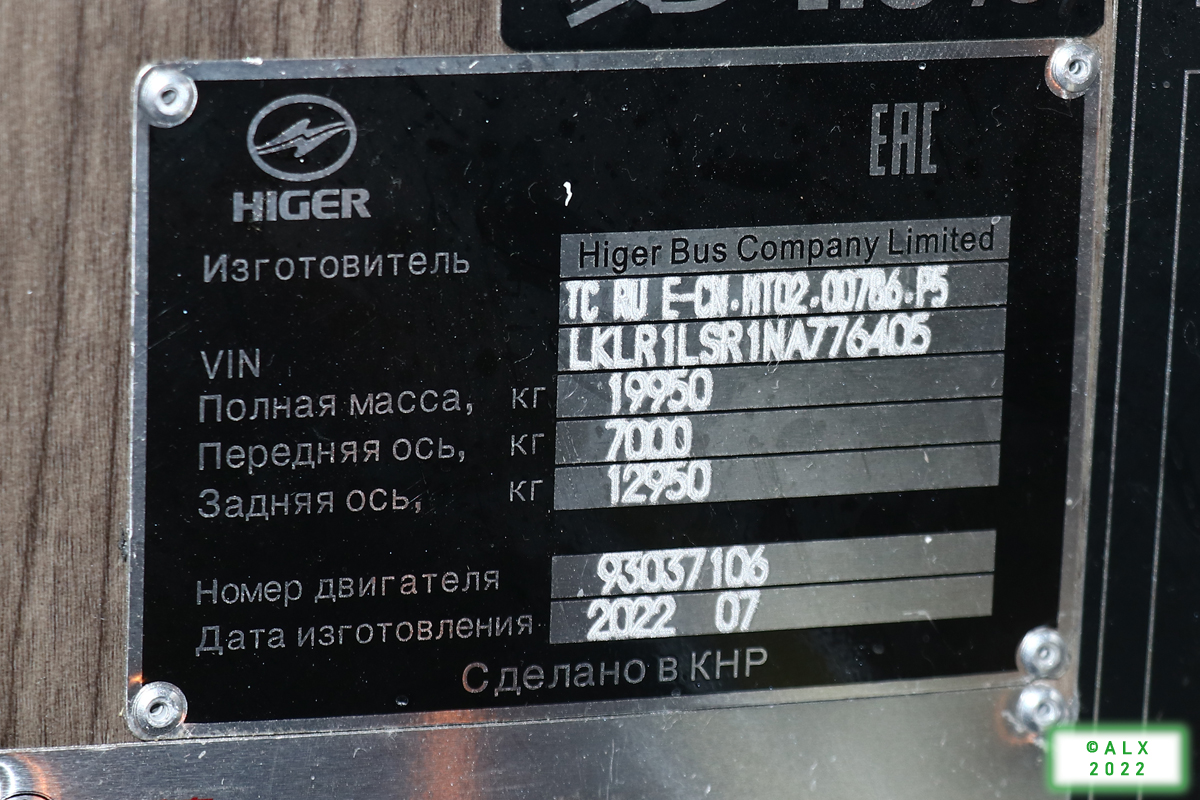 HIGER
EAC
Изготовитель Higer Bus Company Limited
TC RU E-CN.MT02.00786.P5
VIN LKLR1LSR1NA776405
Полная масса, кг 19950
Передняя ось, кг 7000
Задняя ось, кг 12950
Номер двигателя 93037106
Дата изготовления 2022 07
Сделано в КНР
©ALX
2022